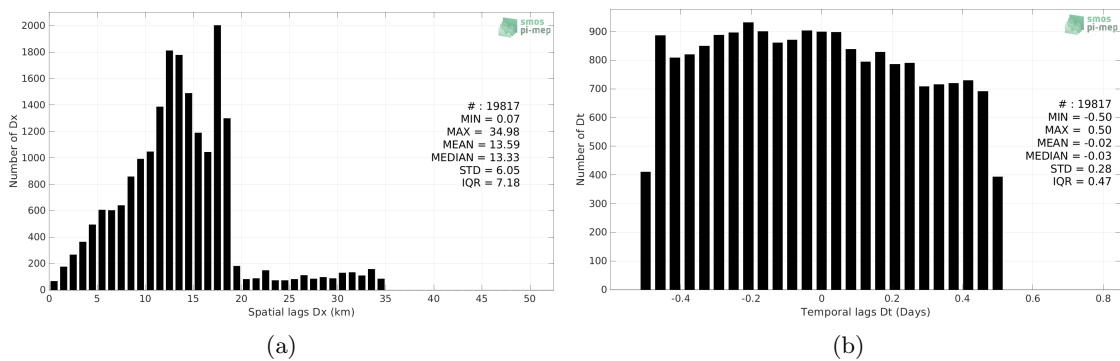 smos
pi-mep
2000
1800
1600
1400
1200
1000
800
600
400
200
0
Number of Dx
# : 19817
MIN = 0.07
MAX = 34.98
MEAN = 13.59
MEDIAN = 13.33
STD = 6.05
IQR = 7.18
0 5 10 15 20 25 30 35 40 45 50
Spatial lags Dx (km)
(a)
smos
pi-mep
900
800
700
600
500
400
300
200
100
0
Number of Dt
# : 19817
MIN = -0.50
MAX = 0.50
MEAN = -0.02
MEDIAN = -0.03
STD = 0.28
IQR = 0.47
-0.4 -0.2 0 0.2 0.4 0.6 0.8
Temporal lags Dt (Days)
(b)